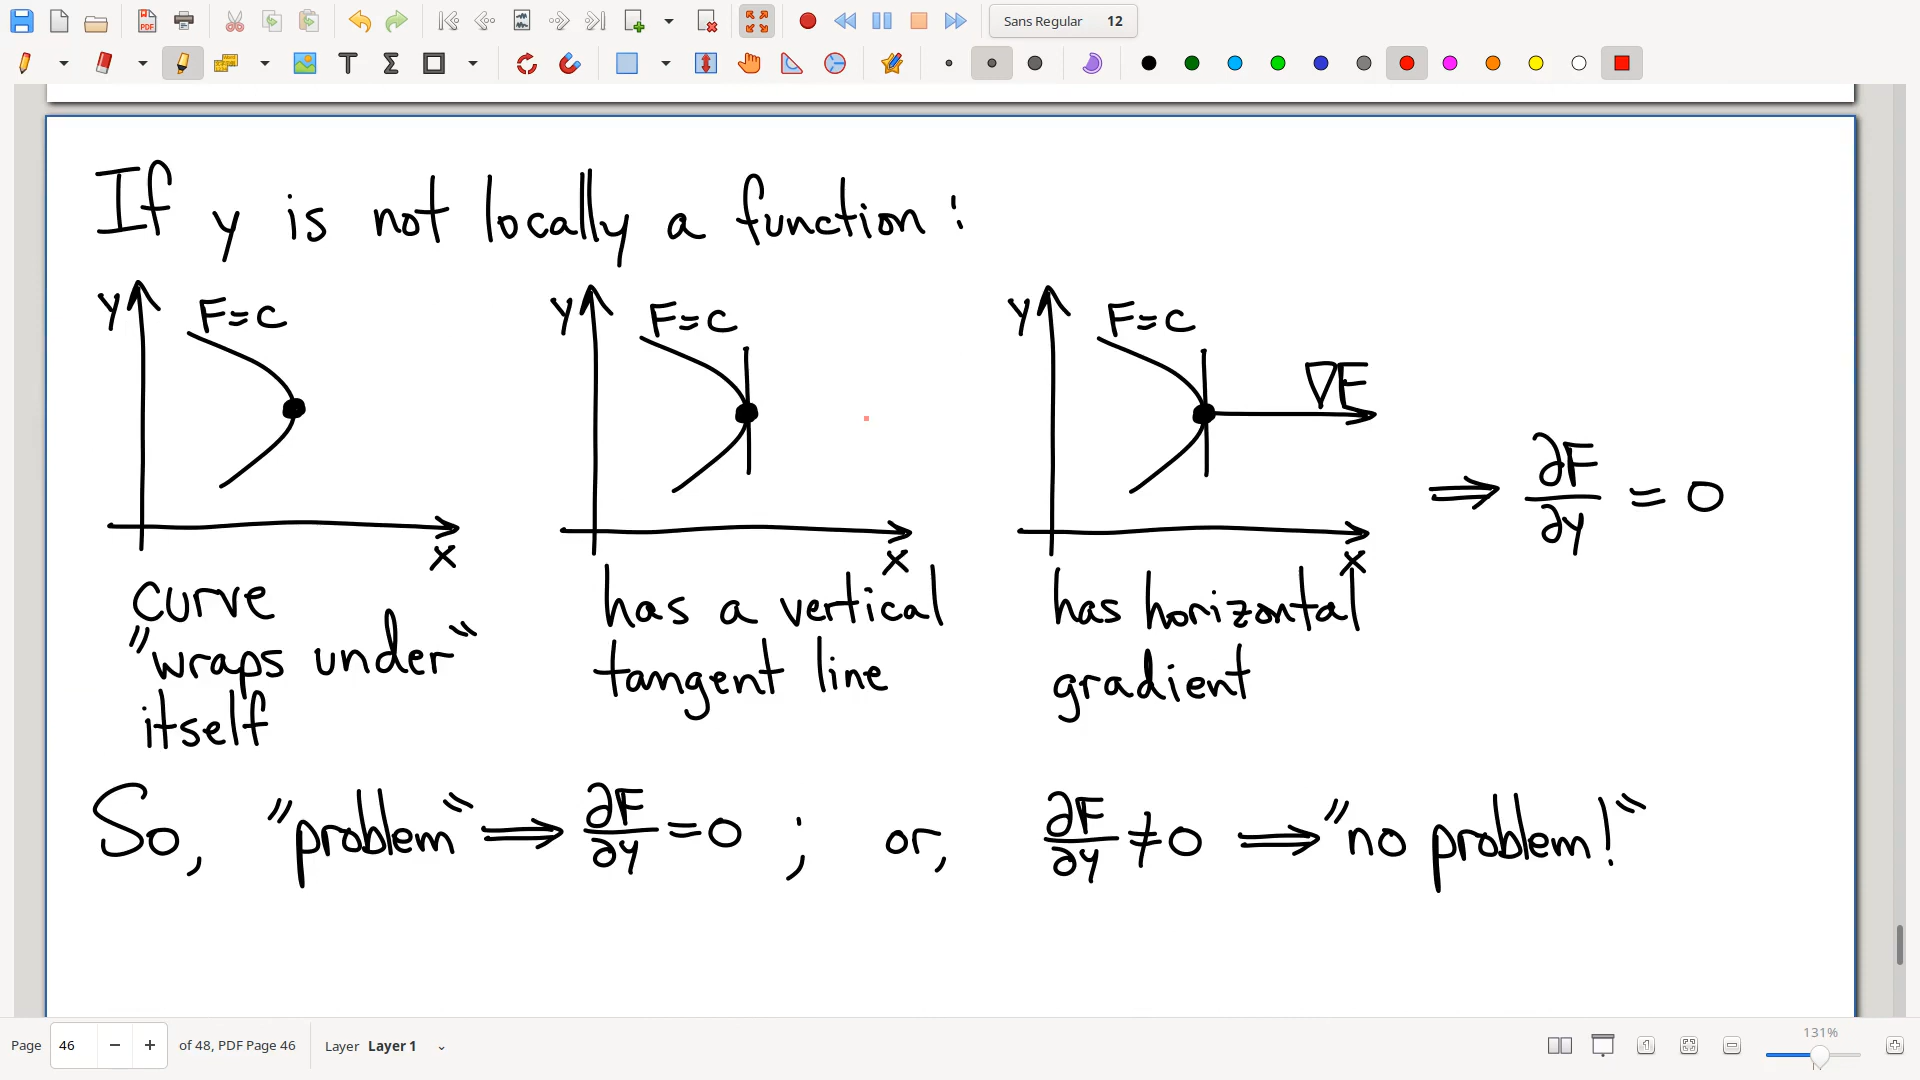 Sans Regular 12
If y is not locally a function:
y F=c
x
y F=c
x
y F=c
∇F
x
⟹ ∂F/∂y = 0
curve
"wraps under"
itself
has a vertical
tangent line
has horizontal
gradient
So, "problem" ⟹ ∂F/∂y = 0 ; or, ∂F/∂y ≠ 0 ⟹ "no problem!"
Page 46 − + of 48, PDF Page 46 Layer Layer 1
131%